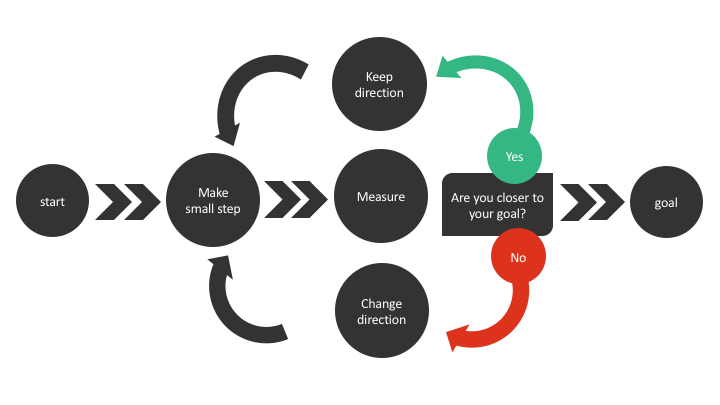 start
Make
small step
Measure
Keep
direction
Change
direction
Yes
Are you closer to
your goal?
No
goal